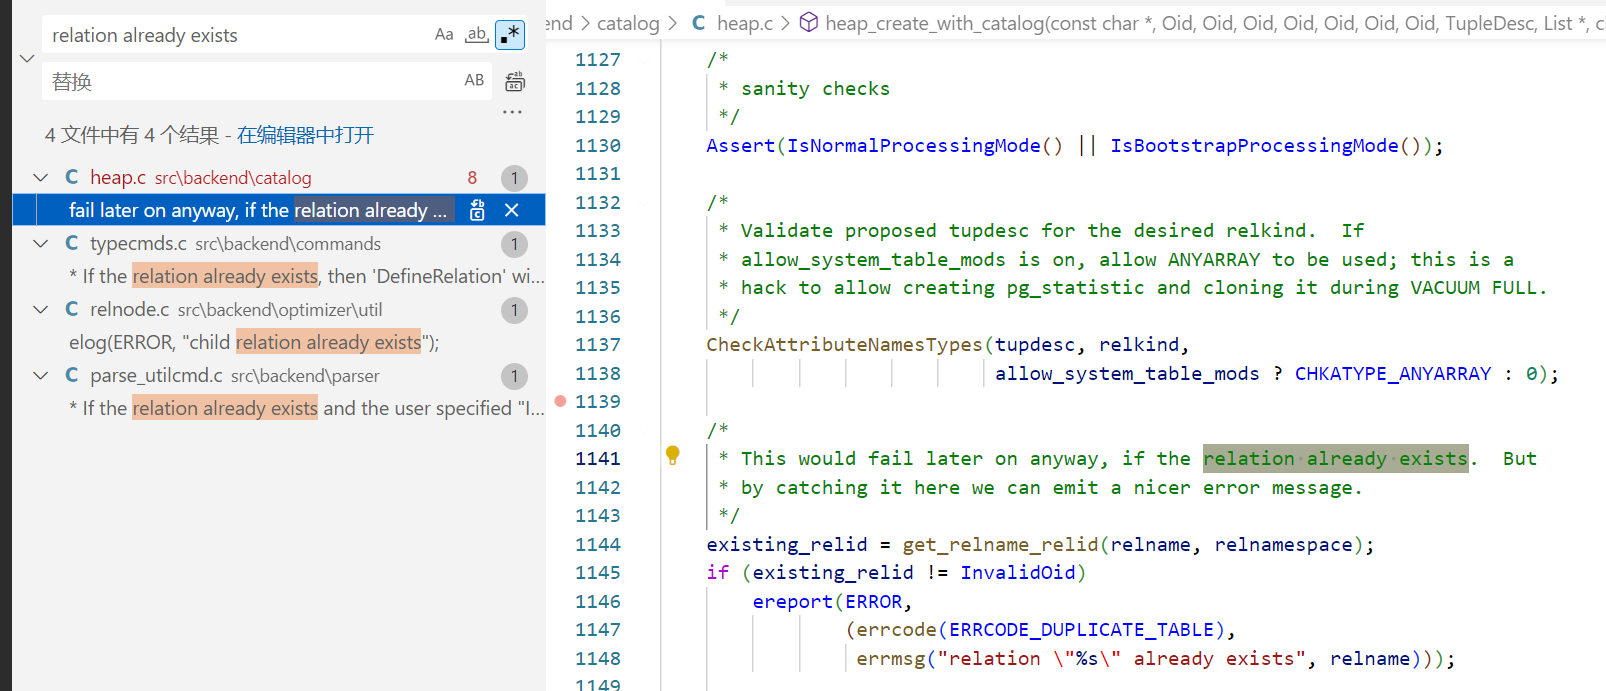 relation already exists
Aa ab .*
替换
AB
...
4 文件中有 4 个结果 - 在编辑器中打开
C heap.c src\backend\catalog 8 1
fail later on anyway, if the relation already ...
C typecmds.c src\backend\commands 1
* If the relation already exists, then 'DefineRelation' wi...
C relnode.c src\backend\optimizer\util 1
elog(ERROR, "child relation already exists");
C parse_utilcmd.c src\backend\parser 1
* If the relation already exists and the user specified "I...
end > catalog > C heap.c > heap_create_with_catalog(const char *, Oid, Oid, Oid, Oid, Oid, Oid, Oid, TupleDesc, List *, c
1127 /*
1128 * sanity checks
1129 */
1130 Assert(IsNormalProcessingMode() || IsBootstrapProcessingMode());
1131
1132 /*
1133 * Validate proposed tupdesc for the desired relkind.  If
1134 * allow_system_table_mods is on, allow ANYARRAY to be used; this is a
1135 * hack to allow creating pg_statistic and cloning it during VACUUM FULL.
1136 */
1137 CheckAttributeNamesTypes(tupdesc, relkind,
1138 allow_system_table_mods ? CHKATYPE_ANYARRAY : 0);
1139
1140 /*
1141 * This would fail later on anyway, if the relation already exists.  But
1142 * by catching it here we can emit a nicer error message.
1143 */
1144 existing_relid = get_relname_relid(relname, relnamespace);
1145 if (existing_relid != InvalidOid)
1146 ereport(ERROR,
1147 (errcode(ERRCODE_DUPLICATE_TABLE),
1148 errmsg("relation \"%s\" already exists", relname)));
1149